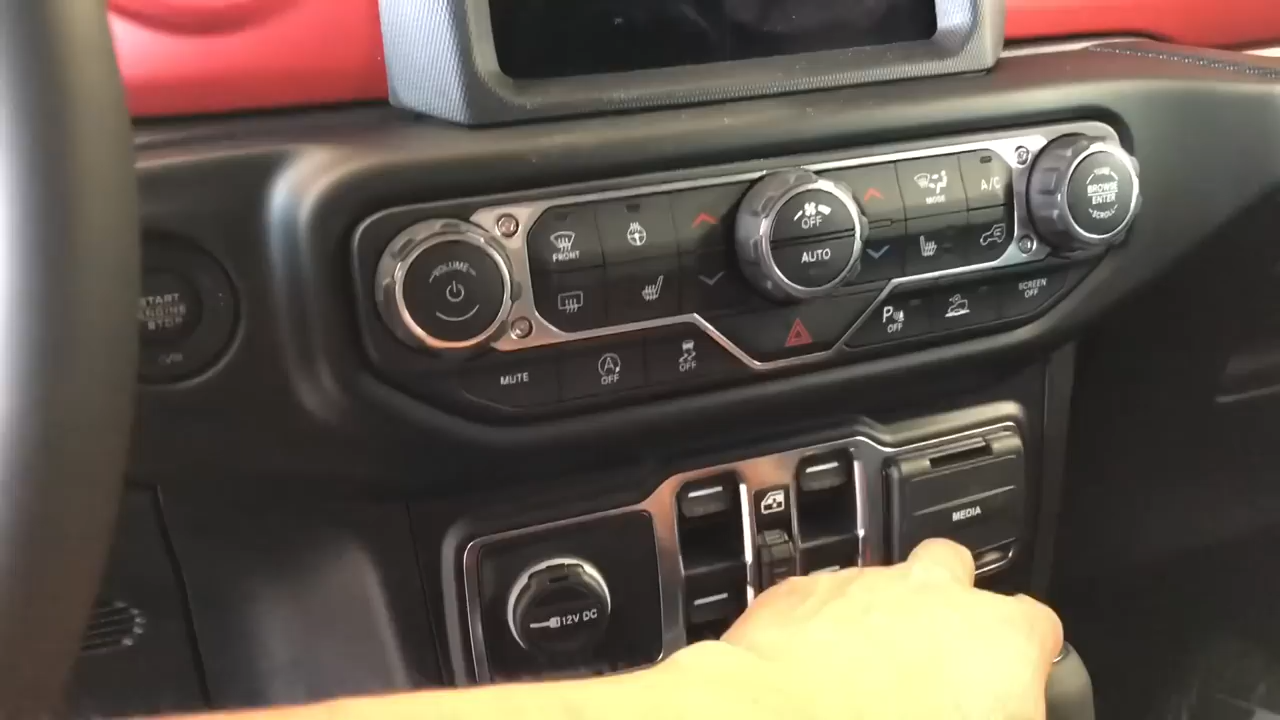 START
ENGINE
STOP
VOLUME
FRONT
OFF
AUTO
MODE
A/C
BROWSE
ENTER
SCROLL
MUTE
A
OFF
OFF
P
OFF
SCREEN
OFF
MEDIA
12V DC